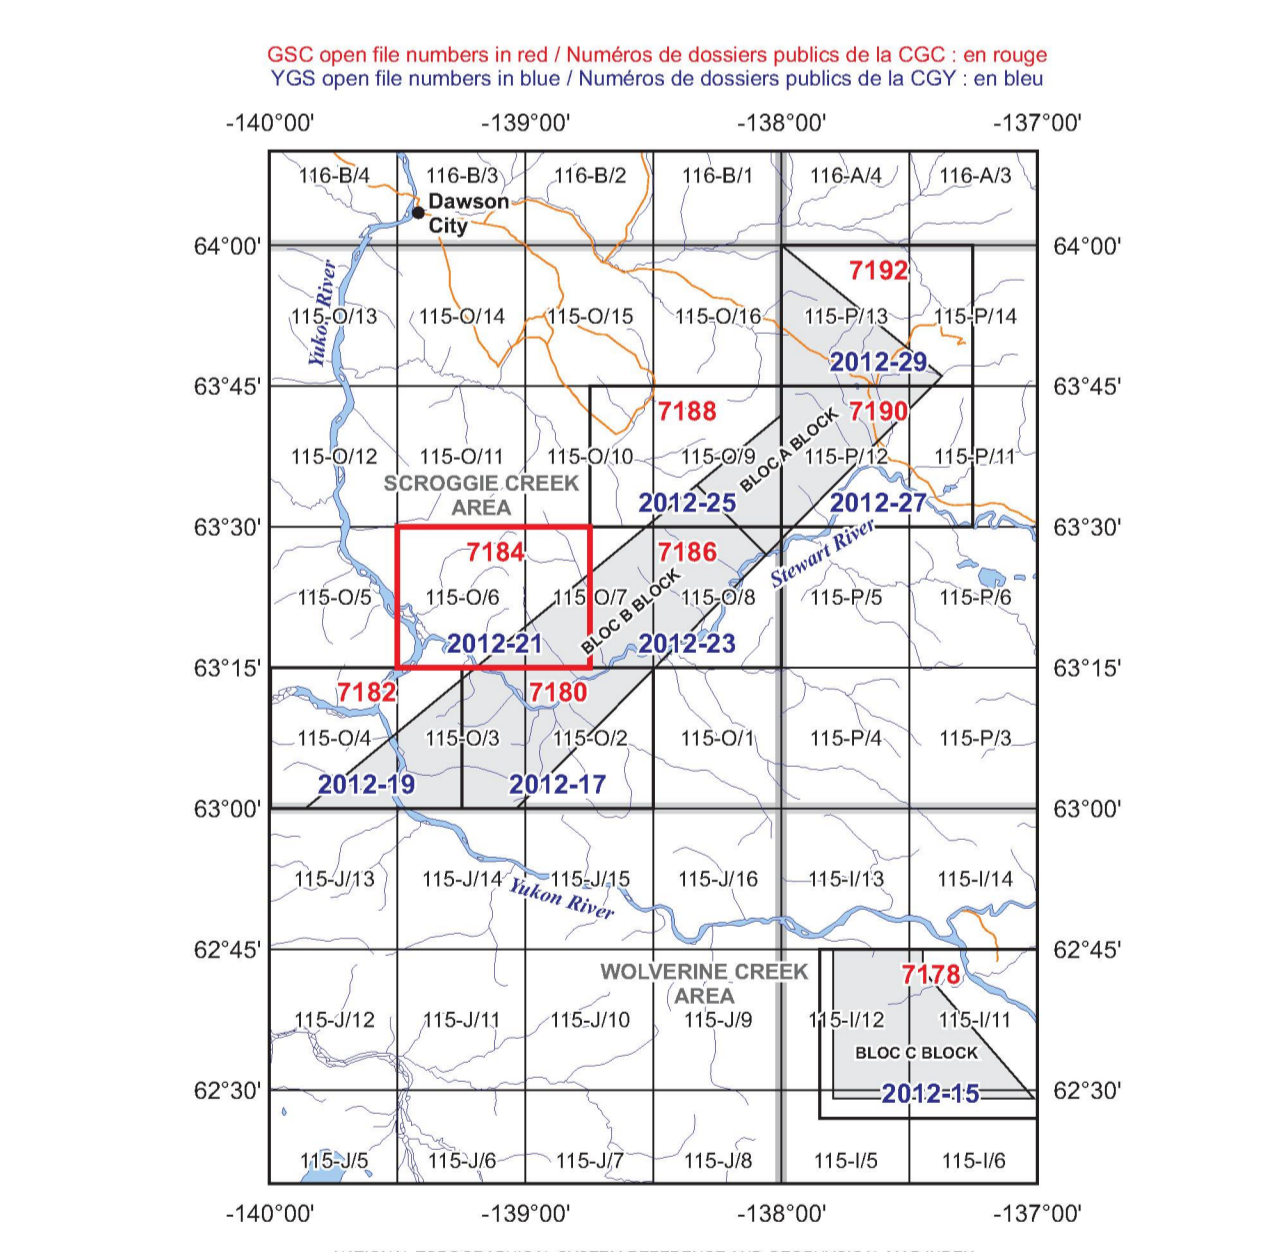 GSC open file numbers in red / Numéros de dossiers publics de la CGC : en rouge
YGS open file numbers in blue / Numéros de dossiers publics de la CGY : en bleu
-140°00' -139°00' -138°00' -137°00'
116-B/4 116-B/3 116-B/2 116-B/1 116-A/4 116-A/3
Dawson
City
64°00' 64°00'
7192
Yukon River
115-O/13 115-O/14 115-O/15 115-O/16 115-P/13 115-P/14
2012-29
63°45' 63°45'
7188 7190
BLOC A BLOCK
115-O/12 115-O/11 115-O/10 115-O/9 115-P/12 115-P/11
SCROGGIE CREEK
AREA
2012-25 2012-27
63°30' 63°30'
7184 7186
Stewart River
115-O/5 115-O/6 115-O/7 115-O/8 115-P/5 115-P/6
BLOC B BLOCK
2012-21 2012-23
63°15' 63°15'
7182 7180
115-O/4 115-O/3 115-O/2 115-O/1 115-P/4 115-P/3
2012-19 2012-17
63°00' 63°00'
115-J/13 115-J/14 115-J/15 115-J/16 115-I/13 115-I/14
Yukon River
62°45' 62°45'
WOLVERINE CREEK
AREA
7178
115-J/12 115-J/11 115-J/10 115-J/9 115-I/12 115-I/11
BLOC C BLOCK
62°30' 2012-15 62°30'
115-J/5 115-J/6 115-J/7 115-J/8 115-I/5 115-I/6
-140°00' -139°00' -138°00' -137°00'